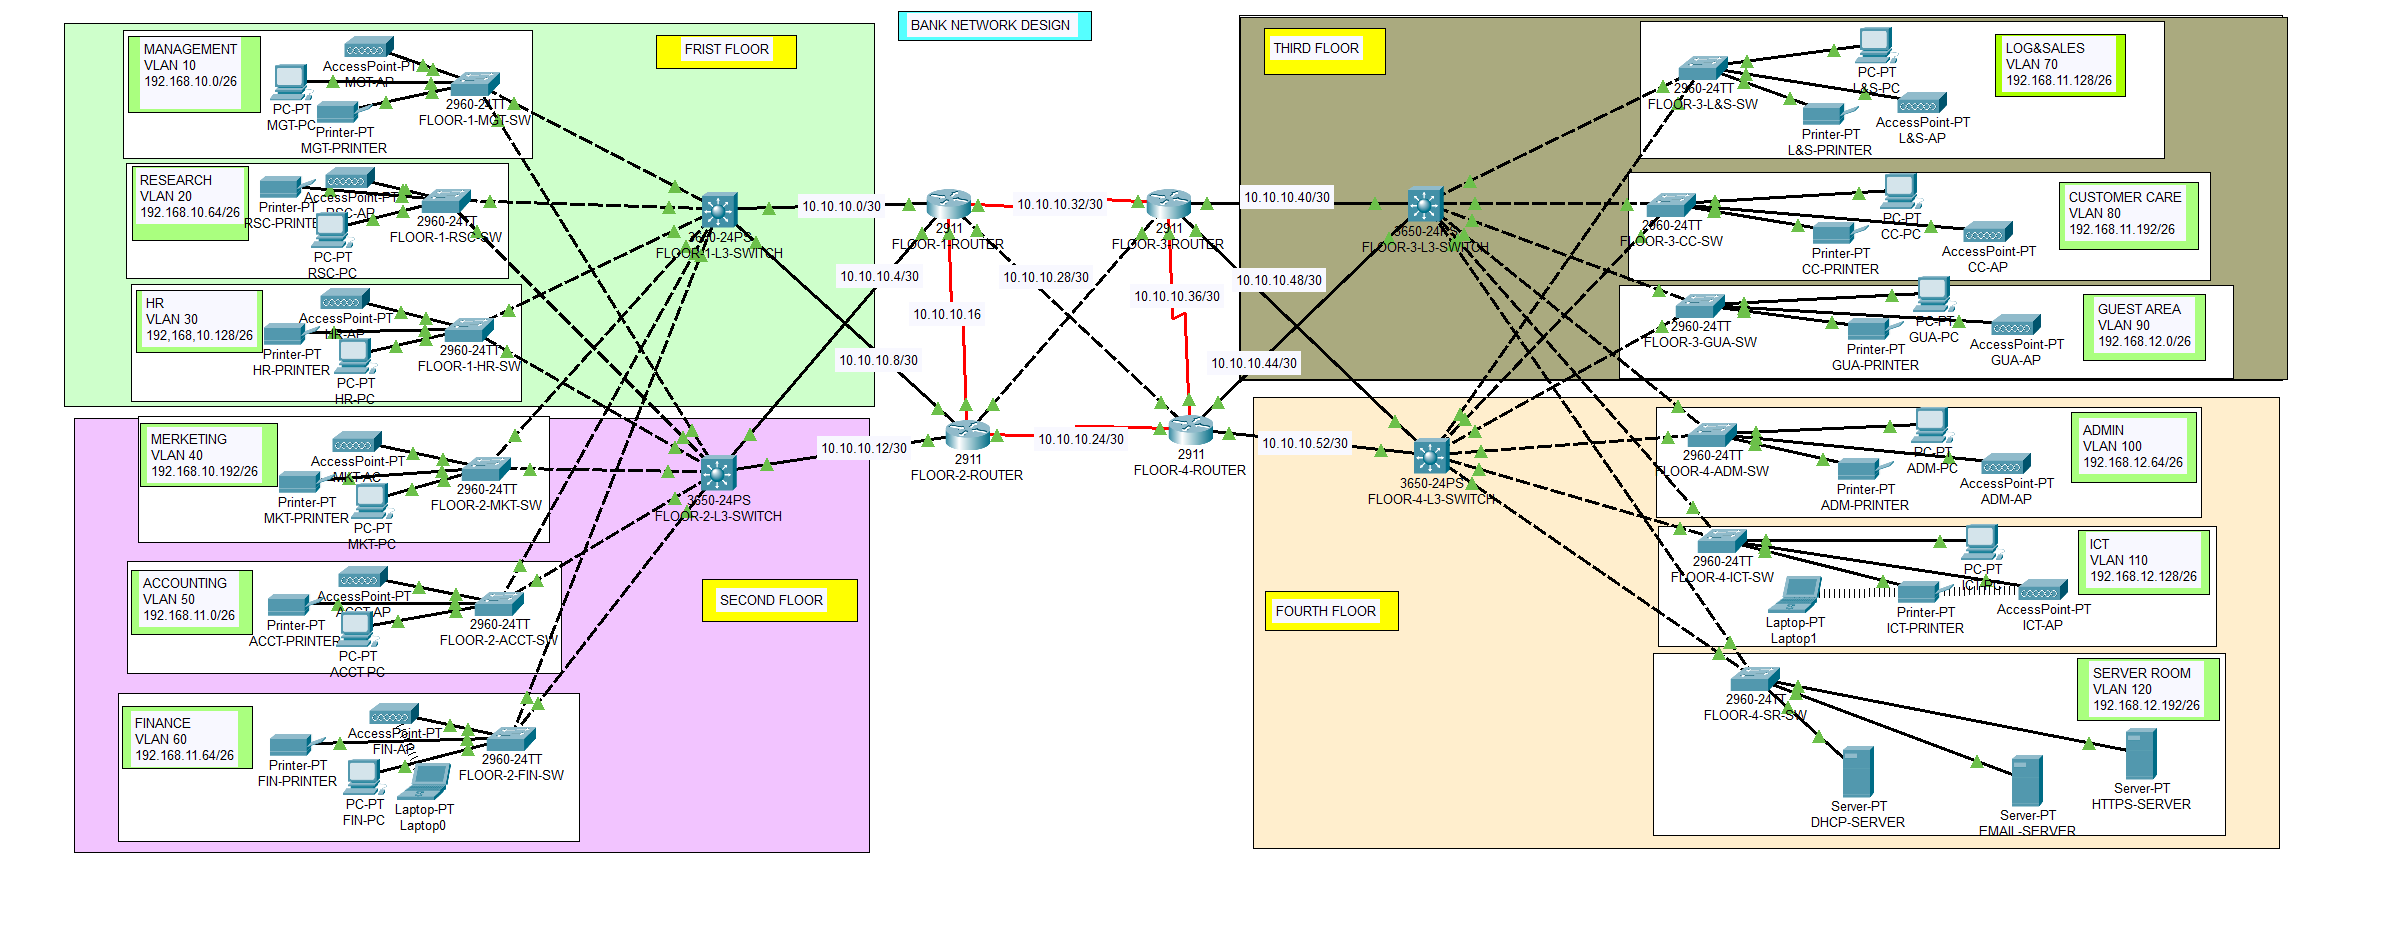 BANK NETWORK DESIGN
FRIST FLOOR
MANAGEMENT
VLAN 10
192.168.10.0/26
AccessPoint-PT
MGT-AP
PC-PT
MGT-PC
Printer-PT
MGT-PRINTER
2960-24TT
FLOOR-1-MGT-SW
RESEARCH
VLAN 20
192.168.10.64/26
Printer-PT
RSC-PRINTER
AccessPoint-PT
RSC-AP
PC-PT
RSC-PC
2960-24TT
FLOOR-1-RSC-SW
HR
VLAN 30
192,168,10.128/26
AccessPoint-PT
HR-AP
Printer-PT
HR-PRINTER
PC-PT
HR-PC
2960-24TT
FLOOR-1-HR-SW
3650-24PS
FLOOR-1-L3-SWITCH
SECOND FLOOR
MERKETING
VLAN 40
192.168.10.192/26
AccessPoint-PT
MKT-AC
Printer-PT
MKT-PRINTER
PC-PT
MKT-PC
2960-24TT
FLOOR-2-MKT-SW
ACCOUNTING
VLAN 50
192.168.11.0/26
AccessPoint-PT
ACCT-AP
Printer-PT
ACCT-PRINTER
PC-PT
ACCT-PC
2960-24TT
FLOOR-2-ACCT-SW
FINANCE
VLAN 60
192.168.11.64/26
AccessPoint-PT
FIN-AP
Printer-PT
FIN-PRINTER
PC-PT
FIN-PC
Laptop-PT
Laptop0
2960-24TT
FLOOR-2-FIN-SW
3650-24PS
FLOOR-2-L3-SWITCH
10.10.10.0/30
10.10.10.4/30
10.10.10.8/30
10.10.10.12/30
2911
FLOOR-1-ROUTER
10.10.10.32/30
2911
FLOOR-3-ROUTER
10.10.10.28/30
10.10.10.16
10.10.10.36/30
2911
FLOOR-2-ROUTER
10.10.10.24/30
2911
FLOOR-4-ROUTER
10.10.10.40/30
10.10.10.48/30
10.10.10.44/30
10.10.10.52/30
THIRD FLOOR
3650-24PS
FLOOR-3-L3-SWITCH
2960-24TT
FLOOR-3-L&S-SW
PC-PT
L&S-PC
Printer-PT
L&S-PRINTER
AccessPoint-PT
L&S-AP
LOG&SALES
VLAN 70
192.168.11.128/26
2960-24TT
FLOOR-3-CC-SW
PC-PT
CC-PC
Printer-PT
CC-PRINTER
AccessPoint-PT
CC-AP
CUSTOMER CARE
VLAN 80
192.168.11.192/26
2960-24TT
FLOOR-3-GUA-SW
PC-PT
GUA-PC
Printer-PT
GUA-PRINTER
AccessPoint-PT
GUA-AP
GUEST AREA
VLAN 90
192.168.12.0/26
FOURTH FLOOR
3650-24PS
FLOOR-4-L3-SWITCH
2960-24TT
FLOOR-4-ADM-SW
PC-PT
ADM-PC
Printer-PT
ADM-PRINTER
AccessPoint-PT
ADM-AP
ADMIN
VLAN 100
192.168.12.64/26
2960-24TT
FLOOR-4-ICT-SW
PC-PT
ICT-PC
Laptop-PT
Laptop1
Printer-PT
ICT-PRINTER
AccessPoint-PT
ICT-AP
ICT
VLAN 110
192.168.12.128/26
2960-24TT
FLOOR-4-SR-SW
Server-PT
DHCP-SERVER
Server-PT
EMAIL-SERVER
Server-PT
HTTPS-SERVER
SERVER ROOM
VLAN 120
192.168.12.192/26